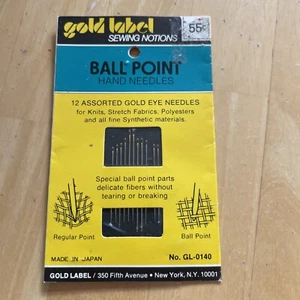 gold label
SEWING NOTIONS
55¢
BALL POINT
HAND NEEDLES
12 ASSORTED GOLD EYE NEEDLES
for Knits, Stretch Fabrics, Polyesters
and all fine Synthetic materials.
Special ball point parts
delicate fibers without
tearing or breaking
Regular Point
Ball Point
MADE IN JAPAN
No. GL-0140
GOLD LABEL / 350 Fifth Avenue • New York, N.Y. 10001